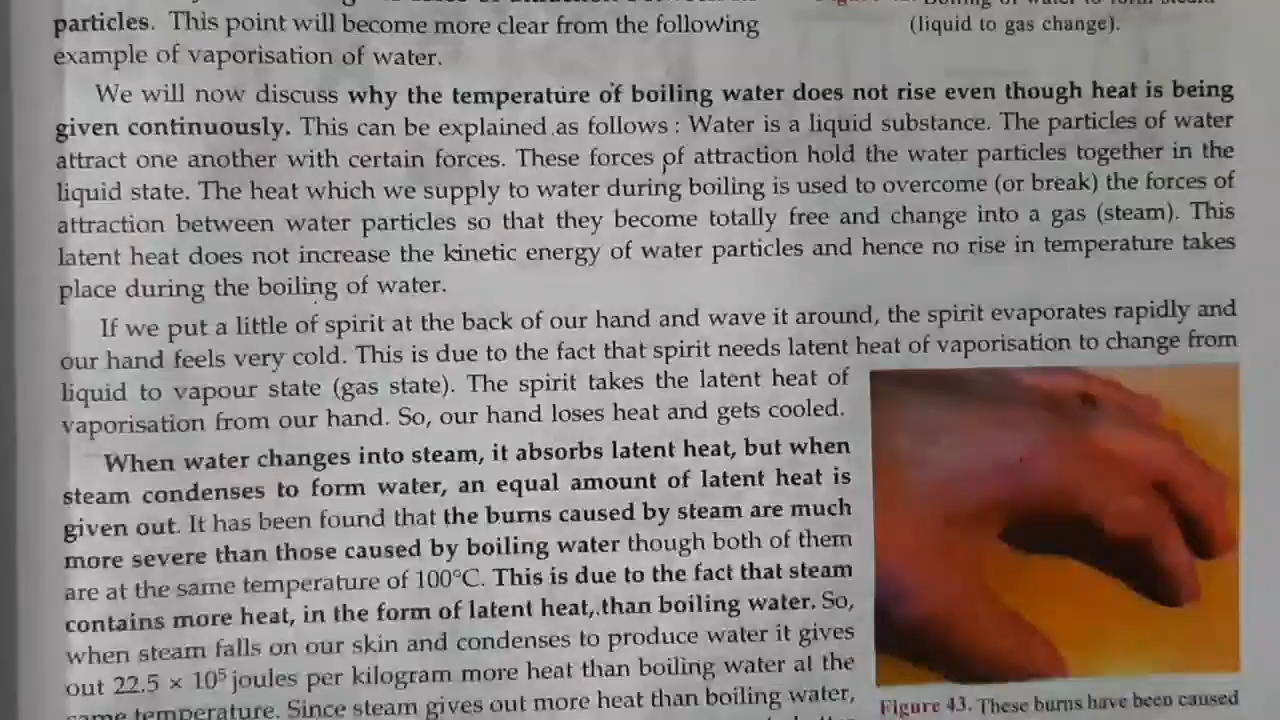 particles. This point will become more clear from the following
example of vaporisation of water.
(liquid to gas change).
We will now discuss why the temperature of boiling water does not rise even though heat is being
given continuously. This can be explained as follows : Water is a liquid substance. The particles of water
attract one another with certain forces. These forces of attraction hold the water particles together in the
liquid state. The heat which we supply to water during boiling is used to overcome (or break) the forces of
attraction between water particles so that they become totally free and change into a gas (steam). This
latent heat does not increase the kinetic energy of water particles and hence no rise in temperature takes
place during the boiling of water.
If we put a little of spirit at the back of our hand and wave it around, the spirit evaporates rapidly and
our hand feels very cold. This is due to the fact that spirit needs latent heat of vaporisation to change from
liquid to vapour state (gas state). The spirit takes the latent heat of
vaporisation from our hand. So, our hand loses heat and gets cooled.
When water changes into steam, it absorbs latent heat, but when
steam condenses to form water, an equal amount of latent heat is
given out. It has been found that the burns caused by steam are much
more severe than those caused by boiling water though both of them
are at the same temperature of 100°C. This is due to the fact that steam
contains more heat, in the form of latent heat, than boiling water. So,
when steam falls on our skin and condenses to produce water it gives
out 22.5 × 10⁵ joules per kilogram more heat than boiling water at the
same temperature. Since steam gives out more heat than boiling water,
Figure 43. These burns have been caused